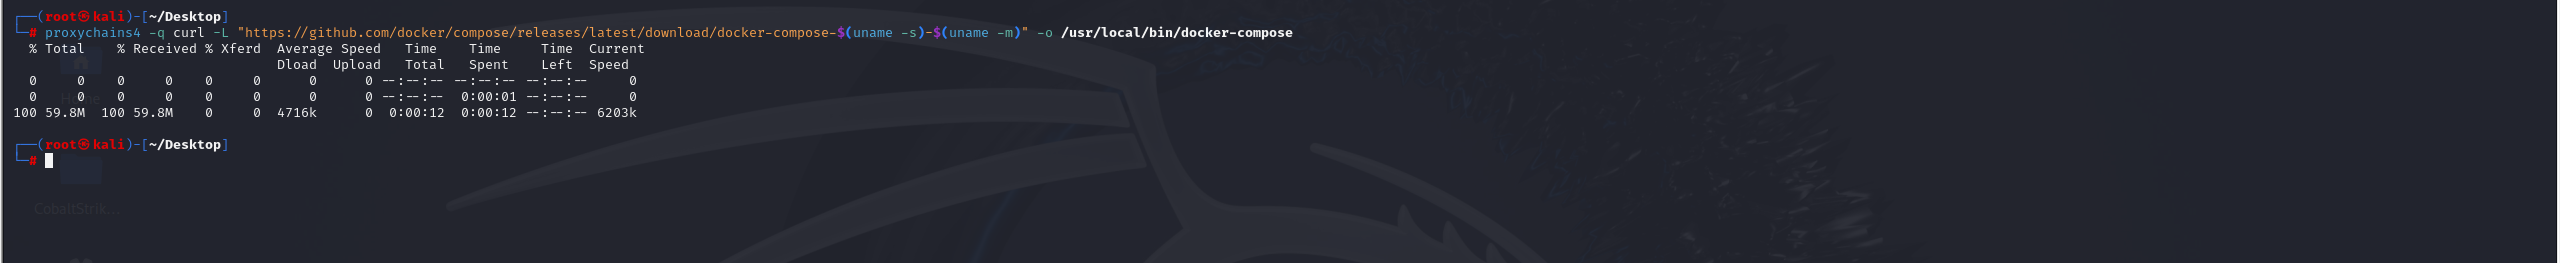 ┌──(root㉿kali)-[~/Desktop]
└─# proxychains4 -q curl -L "https://github.com/docker/compose/releases/latest/download/docker-compose-$(uname -s)-$(uname -m)" -o /usr/local/bin/docker-compose
  % Total    % Received % Xferd  Average Speed   Time    Time     Time  Current
                                 Dload  Upload   Total   Spent    Left  Speed
  0     0    0     0    0     0      0      0 --:--:-- --:--:-- --:--:--     0
  0     0    0     0    0     0      0      0 --:--:--  0:00:01 --:--:--     0
100 59.8M  100 59.8M    0     0  4716k      0  0:00:12  0:00:12 --:--:-- 6203k
┌──(root㉿kali)-[~/Desktop]
└─#
Home
CobaltStrik...